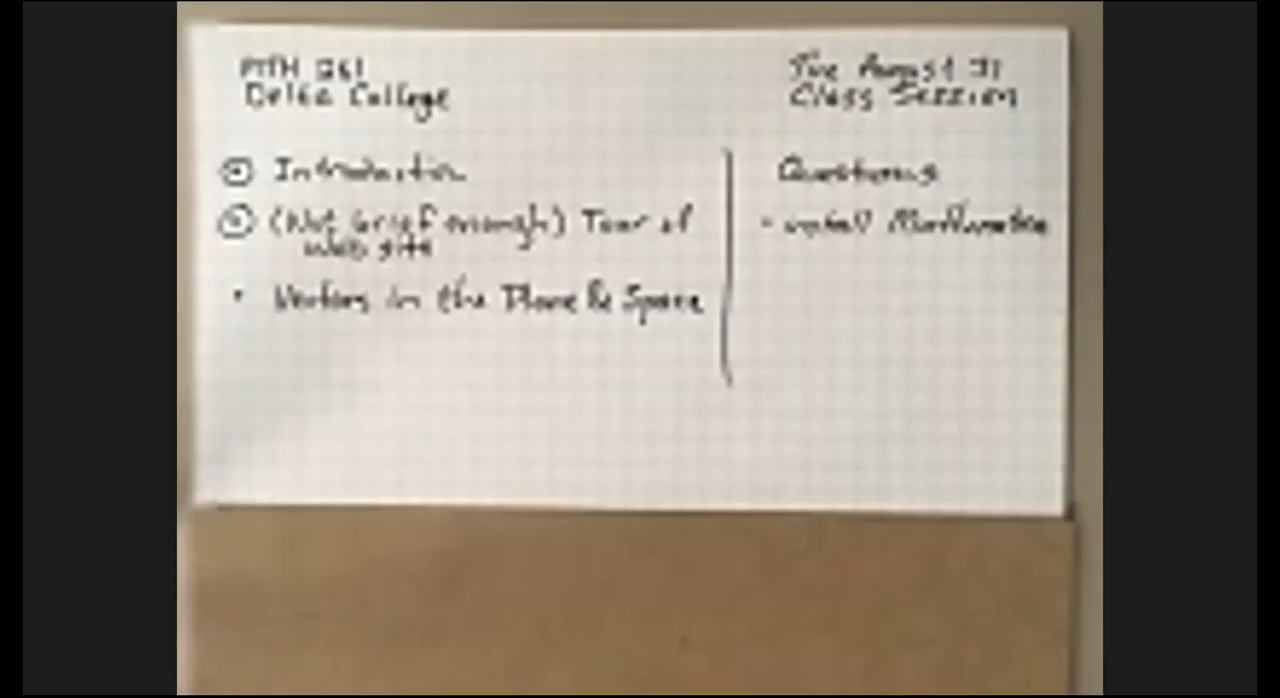 MTH 261
Delta College
Tue August 31
Class Session
Introduction
(Not brief enough) Tour of
web site
• Vectors in the Plane & Space
Questions
- install Mathematica